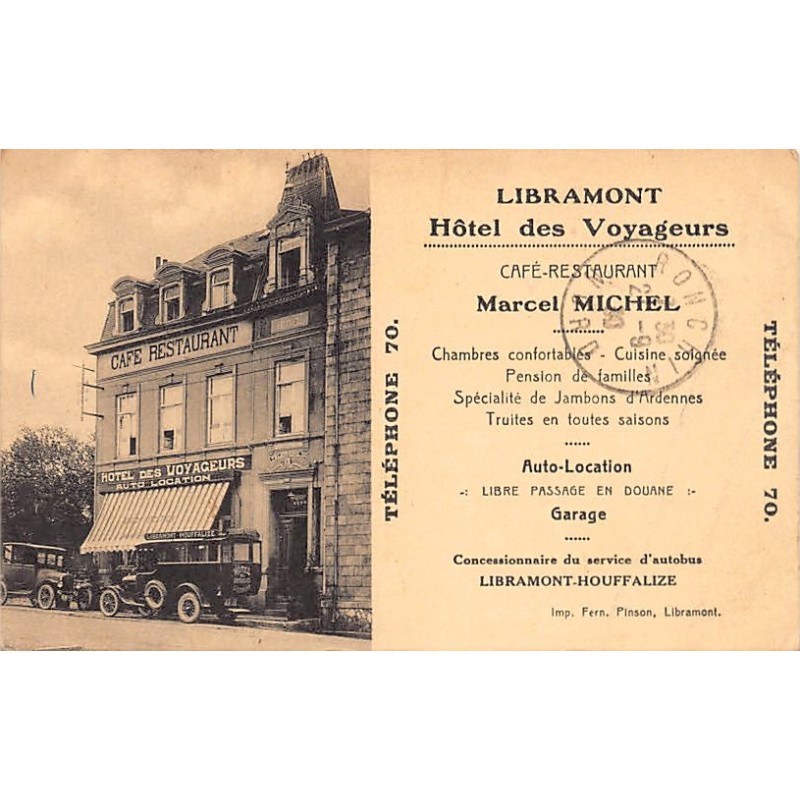 CAFÉ RESTAURANT
HOTEL DES VOYAGEURS
AUTO LOCATION
LIBRAMONT-HOUFFALIZE
TÉLÉPHONE 70.
LIBRAMONT
Hôtel des Voyageurs
CAFÉ-RESTAURANT
Marcel MICHEL
Chambres confortables - Cuisine soignée
Pension de familles
Spécialité de Jambons d'Ardennes
Truites en toutes saisons
Auto-Location
-: LIBRE PASSAGE EN DOUANE :-
Garage
Concessionnaire du service d'autobus
LIBRAMONT-HOUFFALIZE
Imp. Fern. Pinson, Libramont.
TÉLÉPHONE 70.